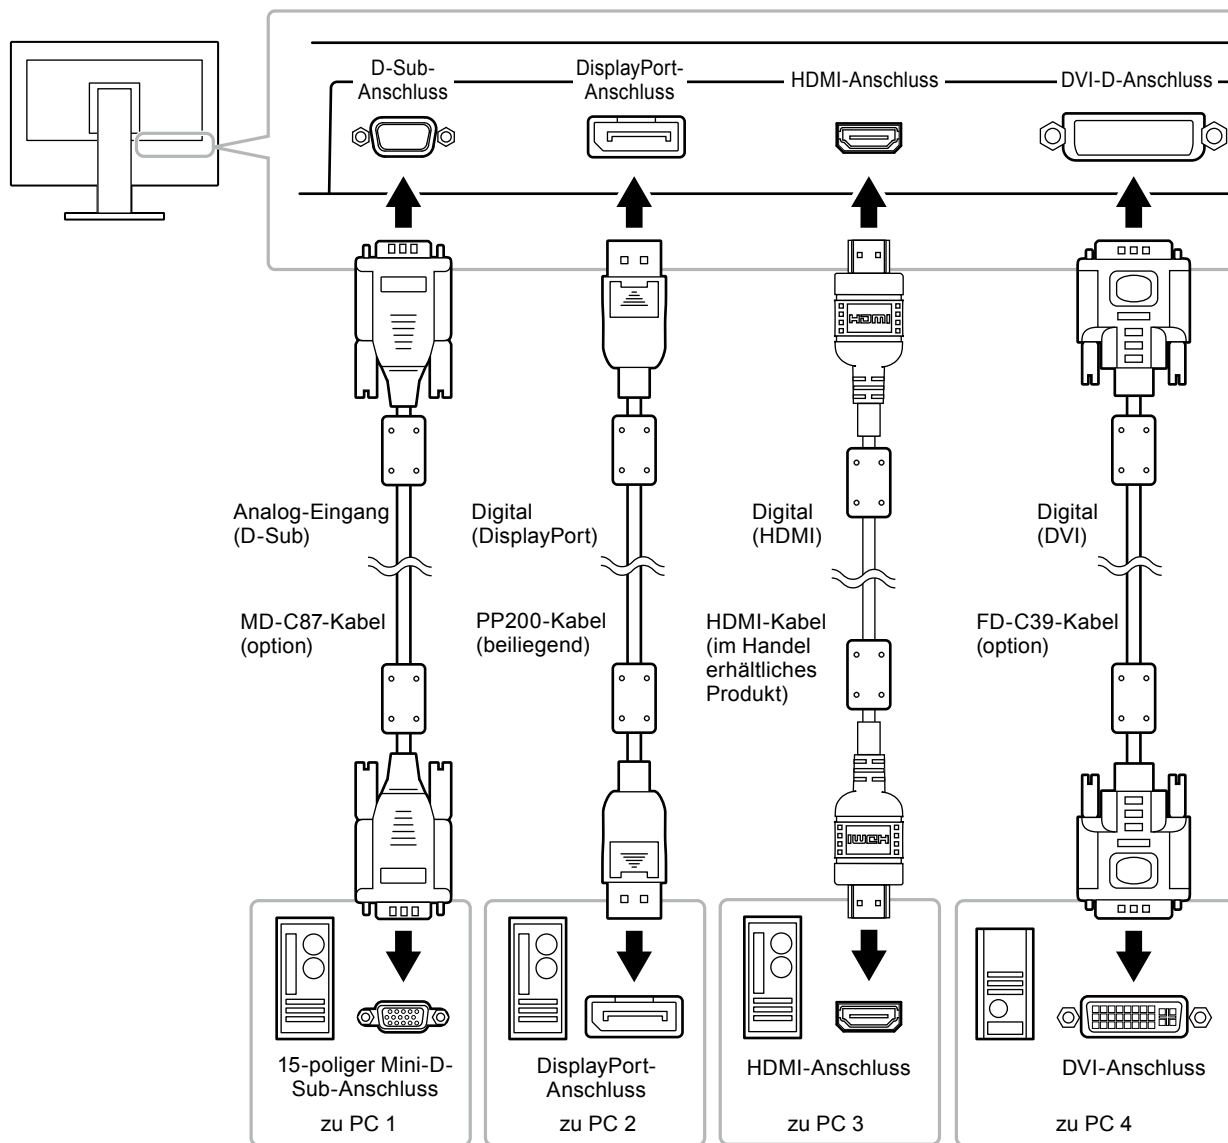 D-Sub-
Anschluss
DisplayPort-
Anschluss
HDMI-Anschluss
DVI-D-Anschluss
HDMI
Analog-Eingang
(D-Sub)
Digital
(DisplayPort)
Digital
(HDMI)
Digital
(DVI)
MD-C87-Kabel
(option)
PP200-Kabel
(beiliegend)
HDMI-Kabel
(im Handel
erhältliches
Produkt)
FD-C39-Kabel
(option)
HDMI
15-poliger Mini-D-
Sub-Anschluss
zu PC 1
DisplayPort-
Anschluss
zu PC 2
HDMI-Anschluss
zu PC 3
DVI-Anschluss
zu PC 4